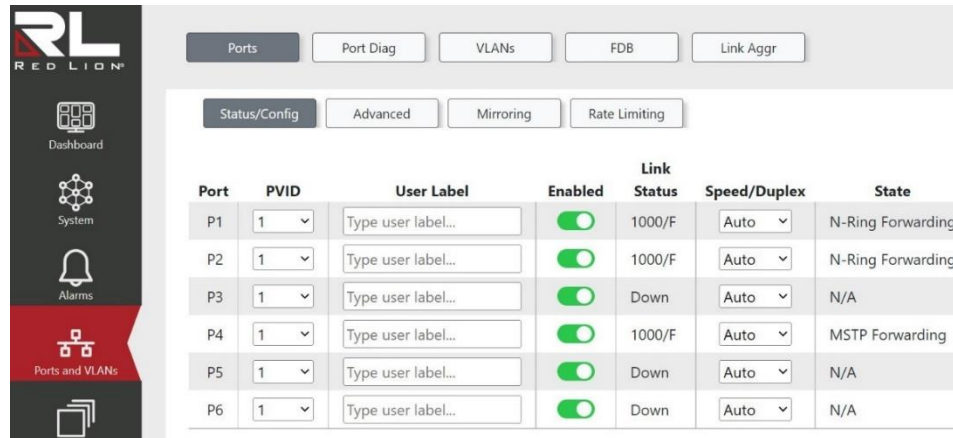 RL
RED LION®
Ports
Port Diag
VLANs
FDB
Link Aggr
Status/Config
Advanced
Mirroring
Rate Limiting
Dashboard
System
Alarms
Ports and VLANs
Port PVID User Label Enabled Link Status Speed/Duplex State
P1 1 Type user label... 1000/F Auto N-Ring Forwarding
P2 1 Type user label... 1000/F Auto N-Ring Forwarding
P3 1 Type user label... Down Auto N/A
P4 1 Type user label... 1000/F Auto MSTP Forwarding
P5 1 Type user label... Down Auto N/A
P6 1 Type user label... Down Auto N/A